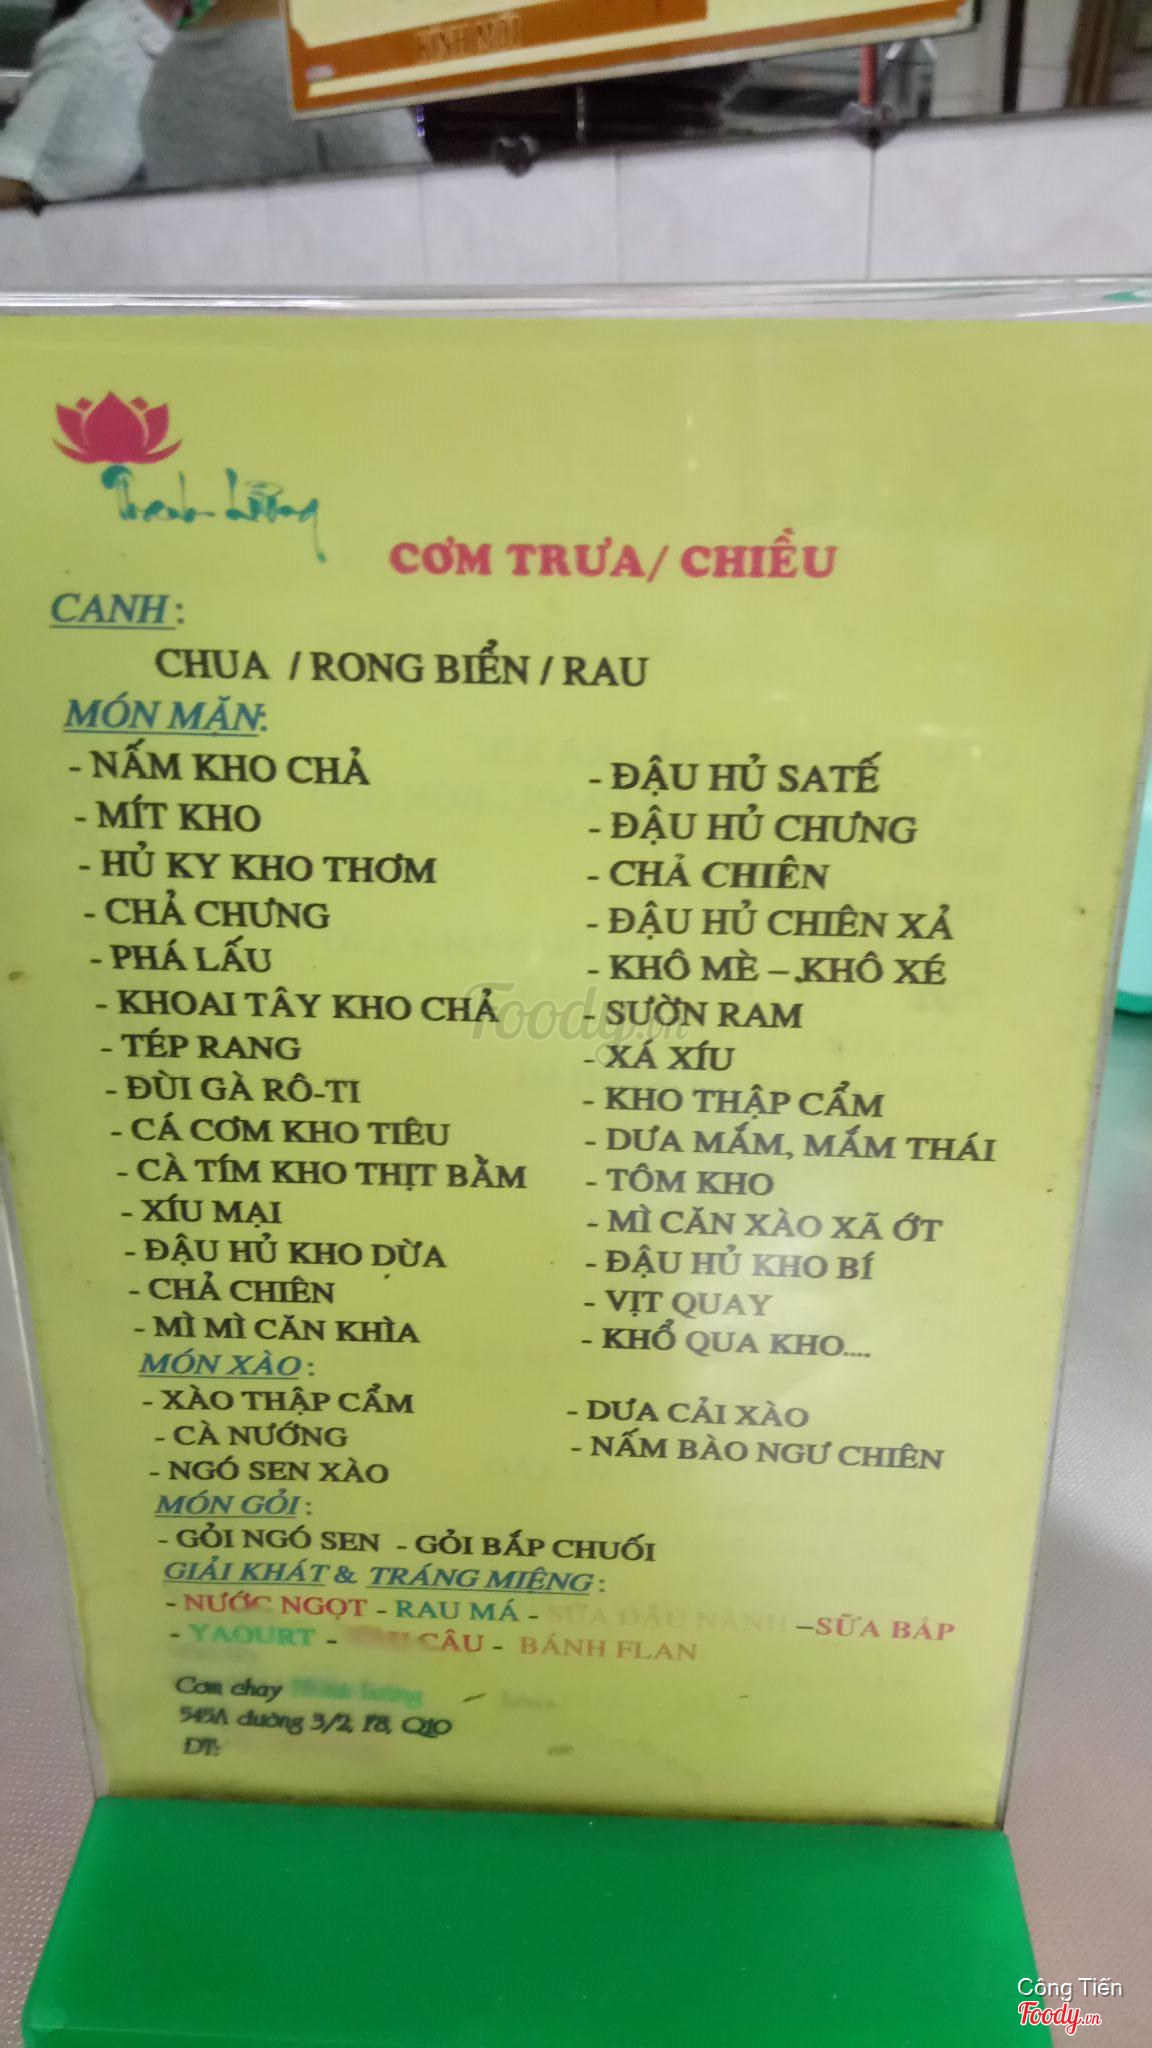 KÍNH MỜI
CƠM TRƯA/ CHIỀU
CANH :
CHUA / RONG BIỂN / RAU
MÓN MẶN:
- NẤM KHO CHẢ
- MÍT KHO
- HỦ KY KHO THƠM
- CHẢ CHƯNG
- PHÁ LẤU
- KHOAI TÂY KHO CHẢ
- TÉP RANG
- ĐÙI GÀ RÔ-TI
- CÁ CƠM KHO TIÊU
- CÀ TÍM KHO THỊT BẰM
- XÍU MẠI
- ĐẬU HỦ KHO DỪA
- CHẢ CHIÊN
- MÌ MÌ CĂN KHÌA
- ĐẬU HỦ SATẾ
- ĐẬU HỦ CHƯNG
- CHẢ CHIÊN
- ĐẬU HỦ CHIÊN XẢ
- KHÔ MÈ – KHÔ XÉ
- SƯỜN RAM
- XÁ XÍU
- KHO THẬP CẨM
- DƯA MẮM, MẮM THÁI
- TÔM KHO
- MÌ CĂN XÀO XÃ ỚT
- ĐẬU HỦ KHO BÍ
- VỊT QUAY
- KHỔ QUA KHO....
MÓN XÀO :
- XÀO THẬP CẨM
- CÀ NƯỚNG
- NGÓ SEN XÀO
- DƯA CẢI XÀO
- NẤM BÀO NGƯ CHIÊN
MÓN GỎI :
- GỎI NGÓ SEN - GỎI BẮP CHUỐI
GIẢI KHÁT & TRÁNG MIỆNG :
- NƯỚC NGỌT - RAU MÁ - SỮA ĐẬU NÀNH –SỮA BẮP
- YAOURT - CÂU - BÁNH FLAN
Cơm chay
545A đường 3/2, P8, Q10
ĐT:
Foody.vn
Công Tiến
Foody.vn